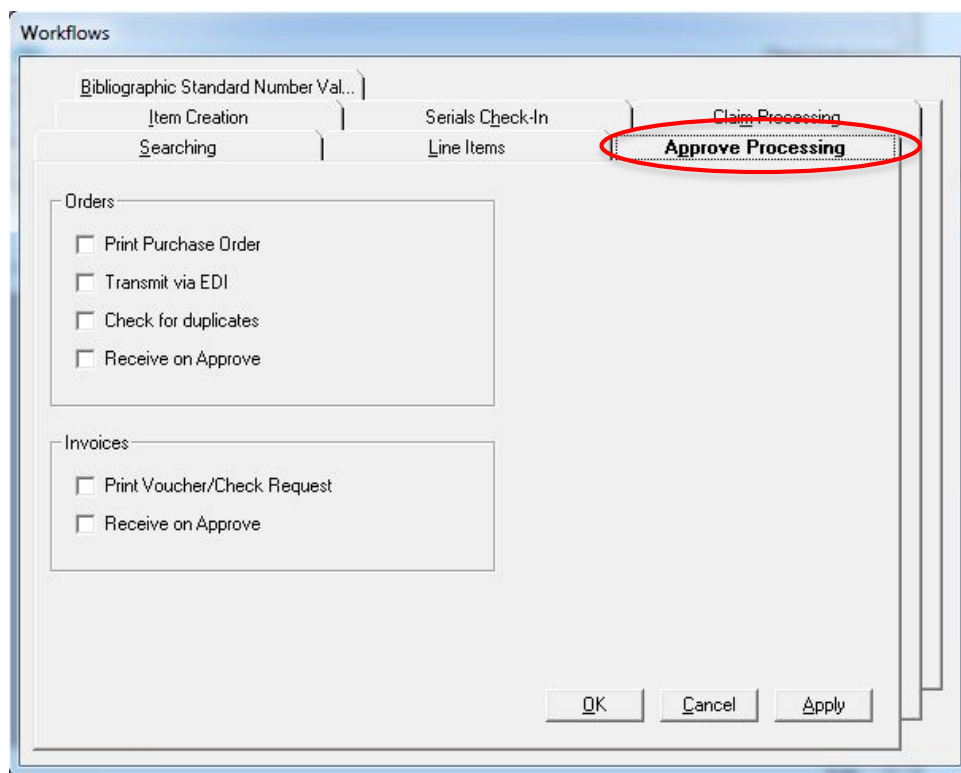 Workflows
Bibliographic Standard Number Val...
Item Creation
Serials Check-In
Claim Processing
Searching
Line Items
Approve Processing
Orders
Print Purchase Order
Transmit via EDI
Check for duplicates
Receive on Approve
Invoices
Print Voucher/Check Request
Receive on Approve
OK
Cancel
Apply